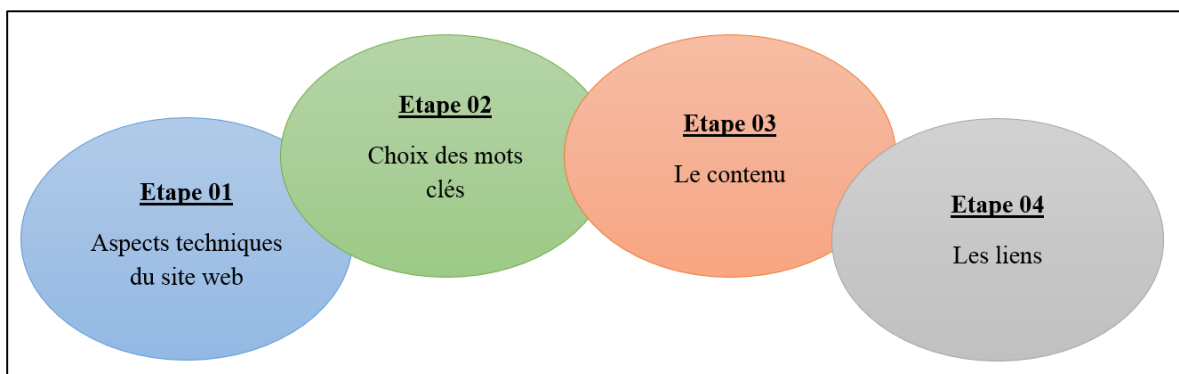 Etape 01
Aspects techniques
du site web
Etape 02
Choix des mots
clés
Etape 03
Le contenu
Etape 04
Les liens